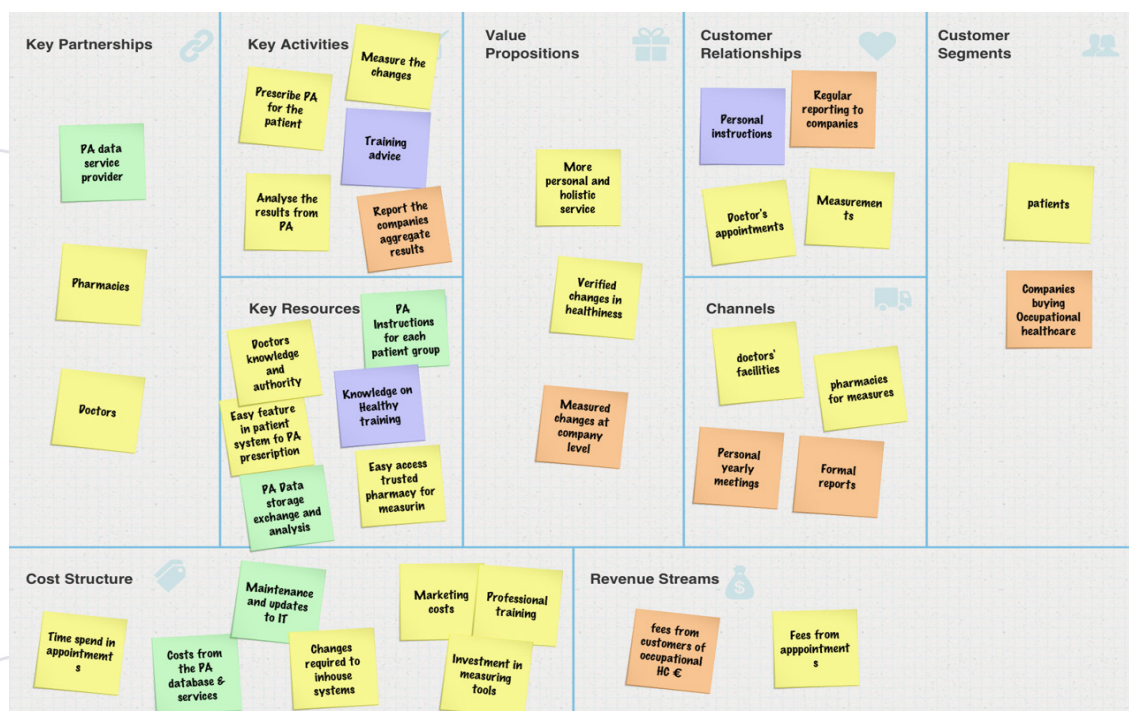 Key Partnerships
PA data
service
provider
Pharmacies
Doctors
Key Activities
Measure the
changes
Prescribe PA
for the
patient
Training
advice
Analyse the
results from
PA
Report the
companies
aggregate
results
Key Resources
PA
Instructions
for each
patient group
Doctors
knowledge
and
authority
Knowledge on
Healthy
training
Easy feature
in patient
system fo PA
prescription
Easy access
trusted
pharmacy for
measurin
PA Data
storage
exchange and
analysis
Value
Propositions
More
personal and
holistic
service
Verified
changes in
healthiness
Measured
changes at
company
level
Customer
Relationships
Personal
instructions
Regular
reporting to
companies
Doctor's
appointments
Measuremen
ts
Channels
doctors'
facilities
pharmacies
for measures
Personal
yearly
meetings
Formal
reports
Customer
Segments
patients
Companies
buying
Occupational
healthcare
Cost Structure
Time spend in
appointmemt
s
Costs from
the PA
database &
services
Maintenance
and updates
to IT
Changes
required to
inhouse
systems
Marketing
costs
Professional
training
Investment in
measuring
tools
Revenue Streams
fees from
customers of
occupational
HC €
Fees from
apppointment
s